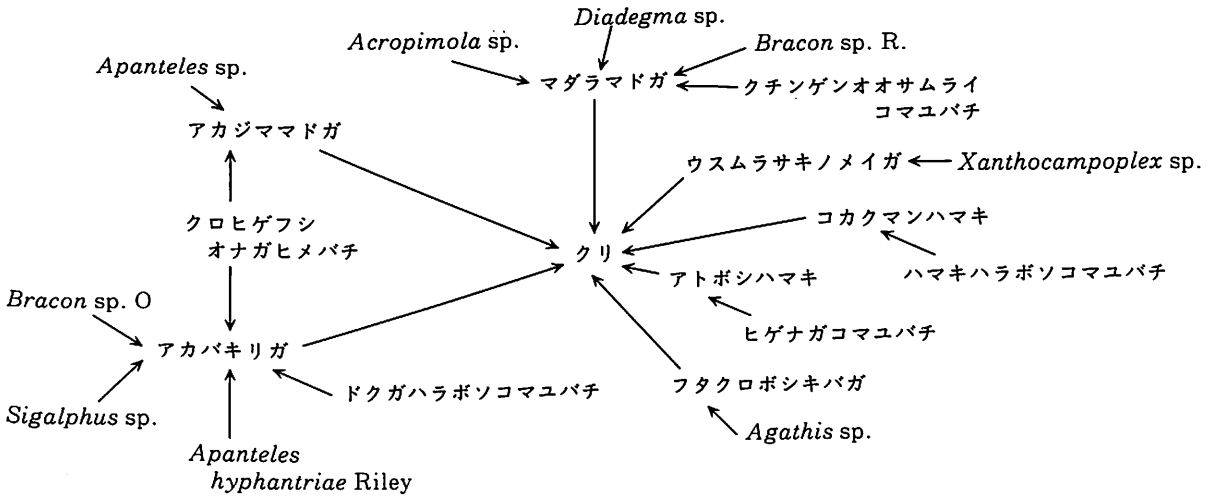 Diadegma sp.
Acropimola sp.
Bracon sp. R.
Apanteles sp.
マダラマドガ
クチンゲンオオサムライ
コマユバチ
アカジママドガ
ウスムラサキノメイガ
Xanthocampoplex sp.
クロヒゲフシ
オナガヒメバチ
コカクマンハマキ
クリ
ハマキハラボソコマユバチ
アトボシハマキ
Bracon sp. O
ヒゲナガコマユバチ
アカバキリガ
ドクガハラボソコマユバチ
フタクロボシキバガ
Sigalphus sp.
Agathis sp.
Apanteles
hyphantriae Riley